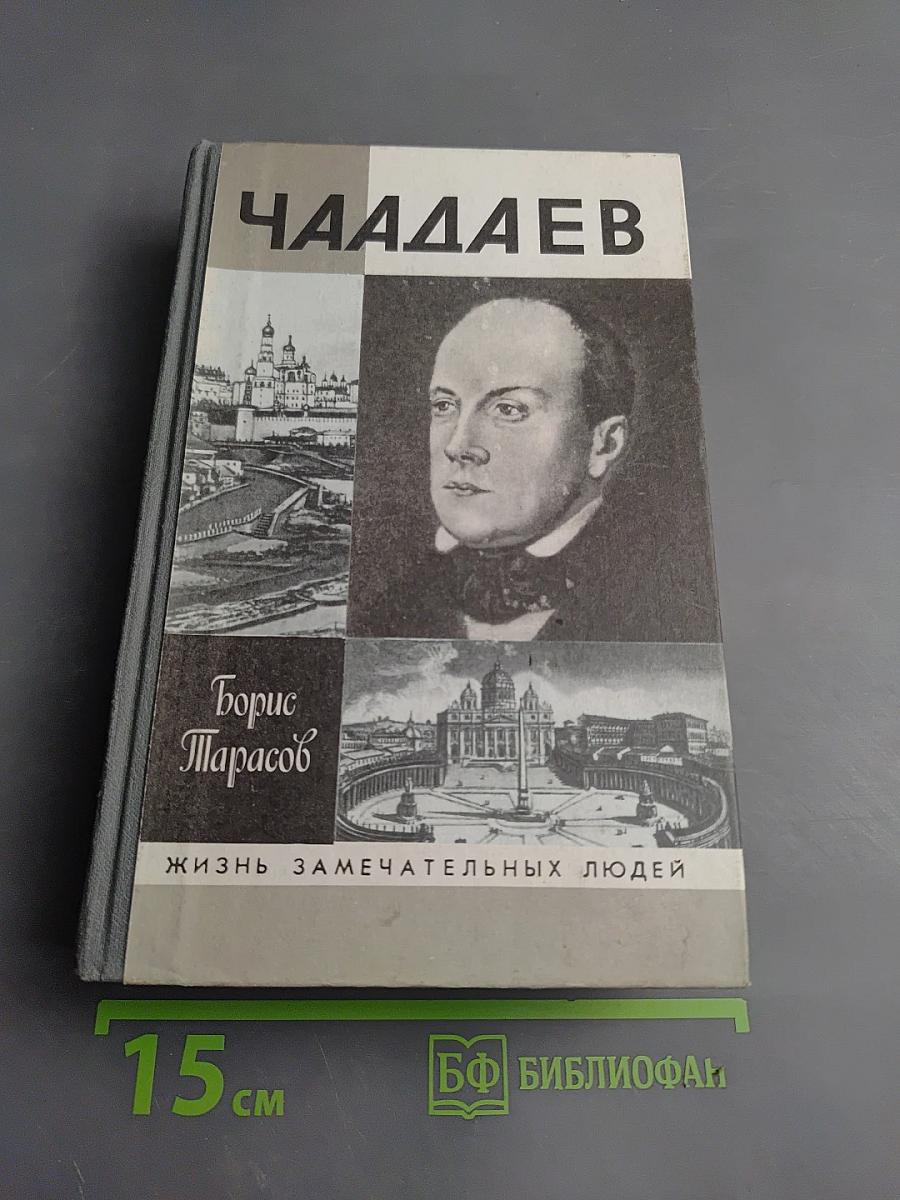 ЧААДАЕВ
Борис
Тарасов
ЖИЗНЬ ЗАМЕЧАТЕЛЬНЫХ ЛЮДЕЙ
15 см
БФ БИБЛИОФАН